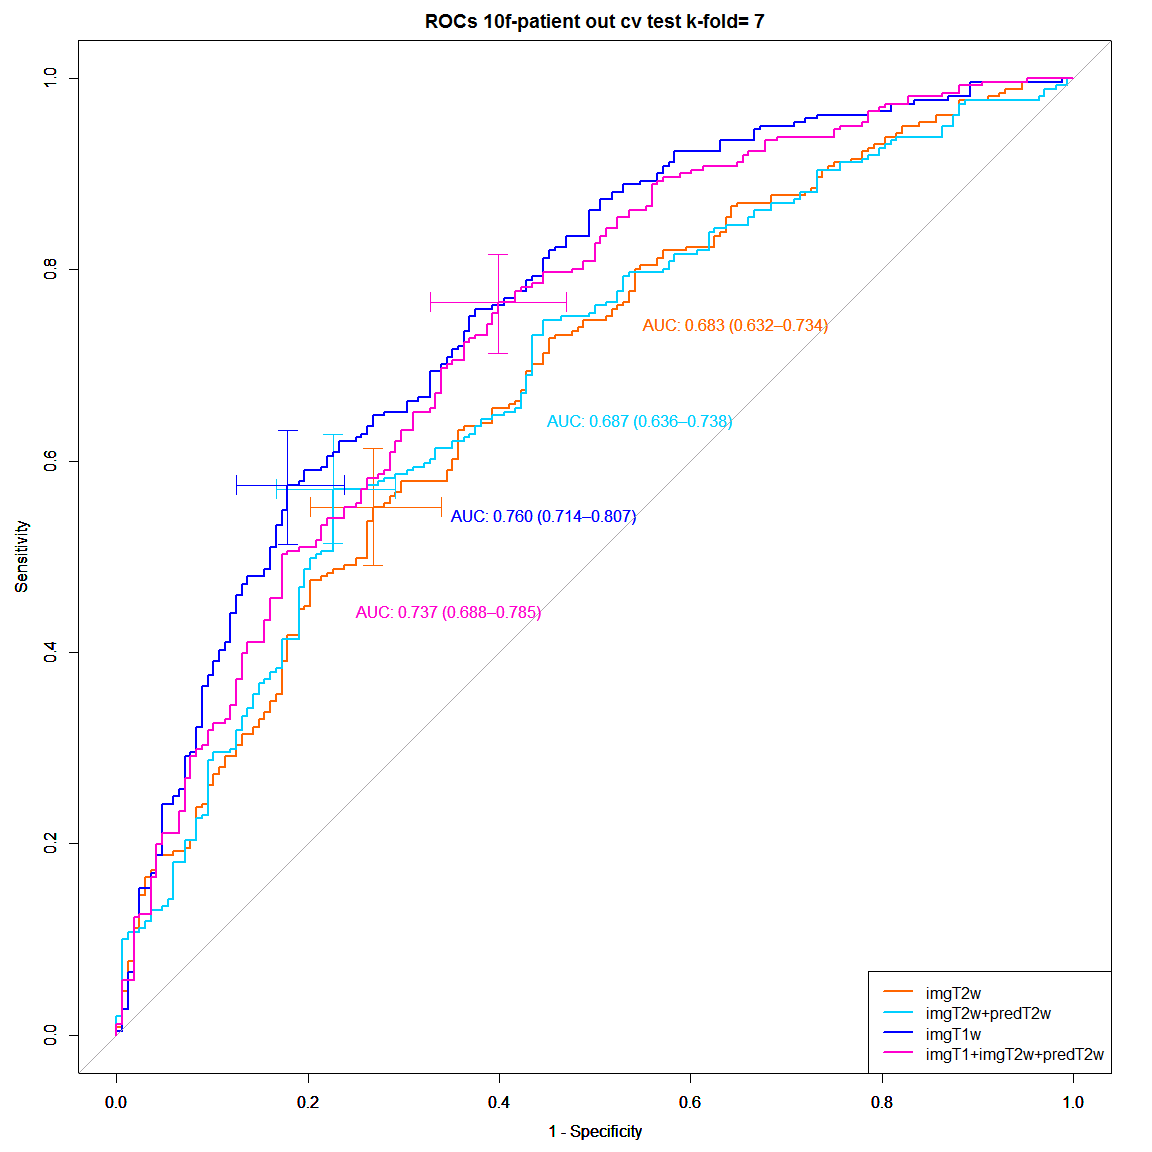 ROCs 10f-patient out cv test k-fold= 7
1.0
0.8
0.6
0.4
0.2
0.0
Sensitivity
AUC: 0.683 (0.632–0.734)
AUC: 0.687 (0.636–0.738)
AUC: 0.760 (0.714–0.807)
AUC: 0.737 (0.688–0.785)
imgT2w
imgT2w+predT2w
imgT1w
imgT1+imgT2w+predT2w
0.0 0.2 0.4 0.6 0.8 1.0
1 - Specificity